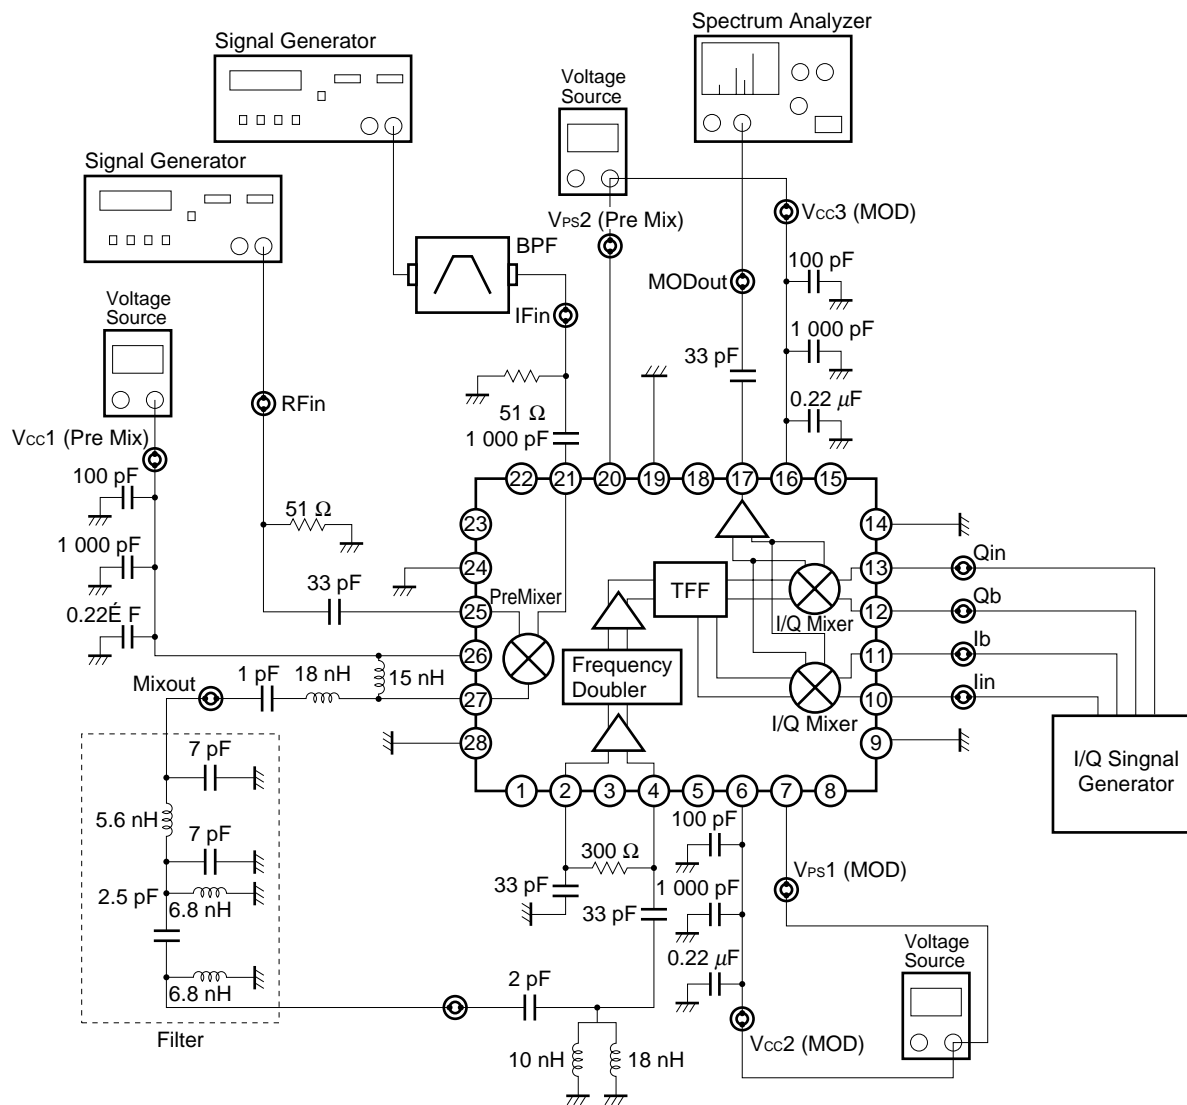 Spectrum Analyzer
Signal Generator
Voltage
Source
Signal Generator
VPS2 (Pre Mix)
VCC3 (MOD)
BPF
100 pF
MODout
Voltage
Source
IFin
1 000 pF
33 pF
RFin
0.22 μF
51 Ω
VCC1 (Pre Mix)
1 000 pF
100 pF
22 21 20 19 18 17 16 15
51 Ω
23
14
1 000 pF
Qin
24
13
33 pF
PreMixer
TFF
25
12
Qb
0.22É F
I/Q Mixer
26
11
Ib
Frequency
Doubler
1 pF
18 nH
15 nH
Mixout
27
10
Iin
I/Q Mixer
28
9
7 pF
I/Q Singnal
Generator
1 2 3 4 5 6 7 8
5.6 nH
7 pF
100 pF
300 Ω
VPS1 (MOD)
2.5 pF
33 pF
1 000 pF
6.8 nH
33 pF
Voltage
Source
0.22 μF
2 pF
6.8 nH
Filter
VCC2 (MOD)
10 nH
18 nH